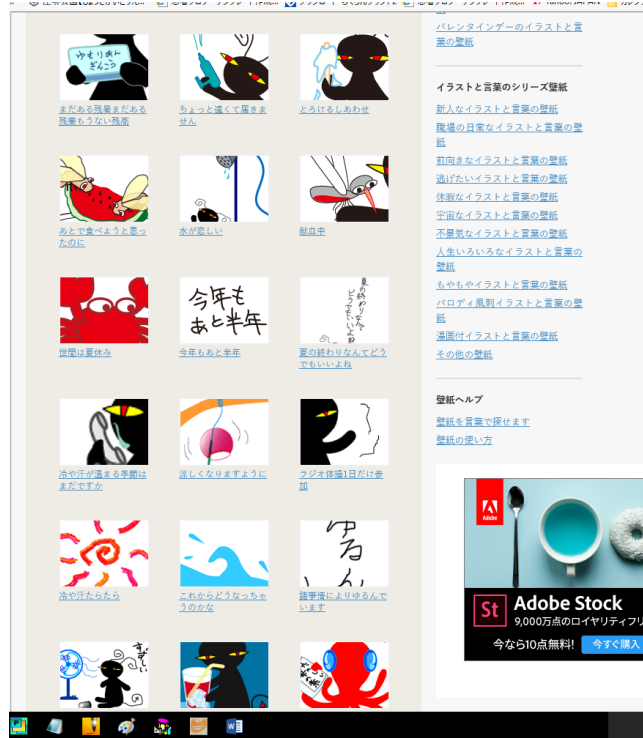 バレンタインデーのイラストと言
葉の壁紙
ゆもりあん
ぎんこう
まだある残暑まだある
残業もうない残高
ちょっと遠くて届きま
せん
とろけるしあわせ
イラストと言葉のシリーズ壁紙
新人なイラストと言葉の壁紙
職場の日常なイラストと言葉の壁
紙
前向きなイラストと言葉の壁紙
逃げたいイラストと言葉の壁紙
休暇なイラストと言葉の壁紙
宇宙なイラストと言葉の壁紙
不景気なイラストと言葉の壁紙
人生いろいろなイラストと言葉の
壁紙
もやもやイラストと言葉の壁紙
パロディ風刺イラストと言葉の壁
紙
漫画付イラストと言葉の壁紙
その他の壁紙
あとで食べようと思っ
たのに
水が恋しい
献血中
今年も
あと半年
夏の終わりなんて
どうでもいいよね
世間は夏休み
今年もあと半年
夏の終わりなんてどう
でもいいよね
壁紙ヘルプ
壁紙を言葉で探せます
壁紙の使い方
冷や汗が温まる季節は
まだですか
涼しくなりますように
ラジオ体操1日だけ参
加
ゆるん
冷や汗たらたら
これからどうなっちゃ
うのかな
諸事情によりゆるんで
います
Adobe
St
Adobe Stock
9,000万点のロイヤリティフリ
今なら10点無料!
今すぐ購入
すずしい